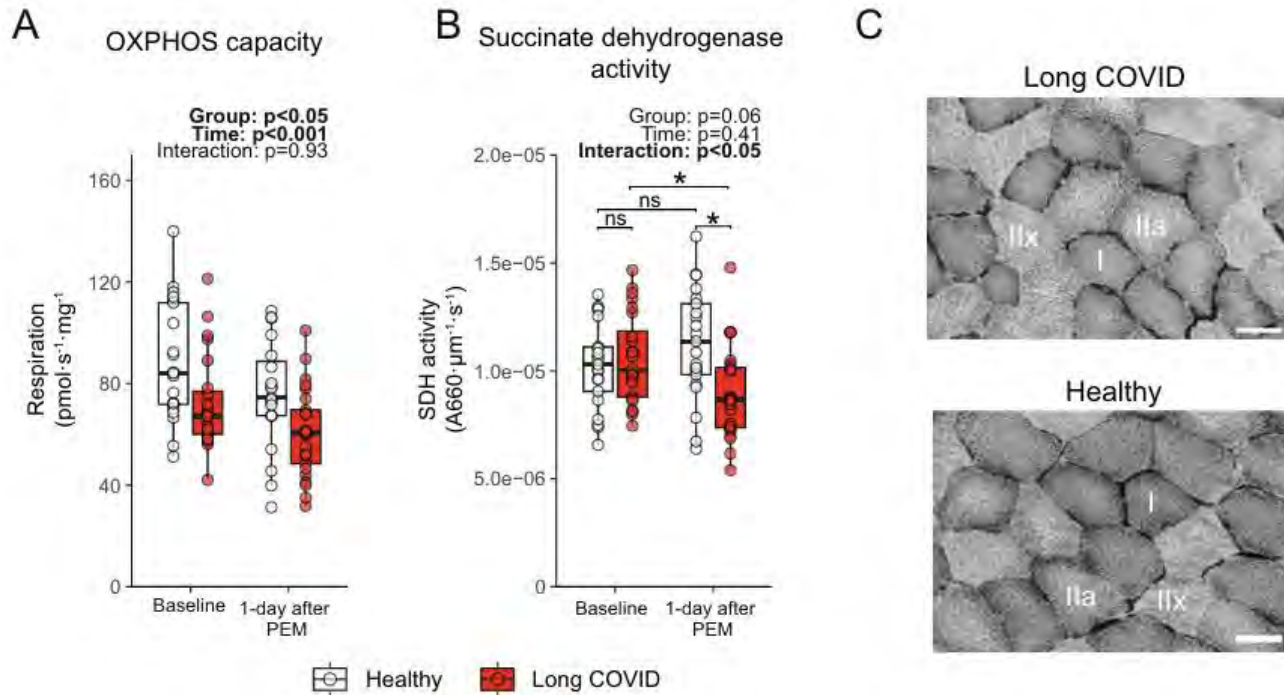 A
OXPHOS capacity
Group: p<0.05
Time: p<0.001
Interaction: p=0.93
160
120
80
40
0
Respiration
(pmol·s⁻¹·mg⁻¹)
Baseline
1-day after
PEM
B
Succinate dehydrogenase
activity
Group: p=0.06
Time: p=0.41
Interaction: p<0.05
2.0e−05
1.5e−05
1.0e−05
5.0e−06
0
SDH activity
(A660·µm⁻¹·s⁻¹)
*
ns
ns
*
Baseline
1-day after
PEM
Healthy
Long COVID
C
Long COVID
IIx
IIa
I
Healthy
I
IIa
IIx